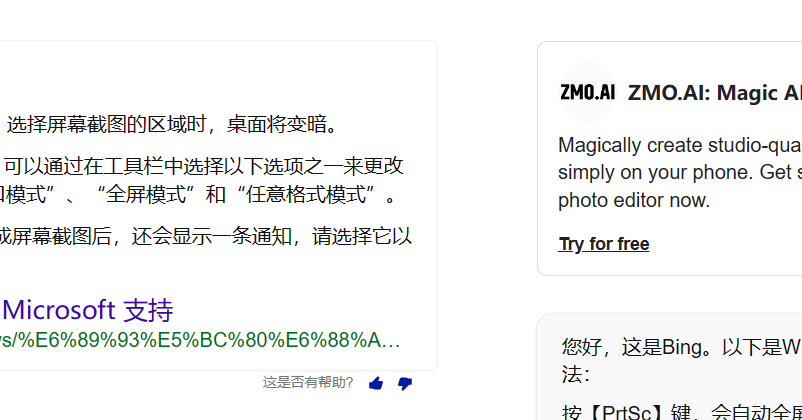 选择屏幕截图的区域时，桌面将变暗。
可以通过在工具栏中选择以下选项之一来更改
模式”、“全屏模式”和“任意格式模式”。
成屏幕截图后，还会显示一条通知，请选择它以
Microsoft 支持
/%E6%89%93%E5%BC%80%E6%88%A...
这是否有帮助?
ZMO.AI
ZMO.AI: Magic AI
Magically create studio-qua
simply on your phone. Get s
photo editor now.
Try for free
您好，这是Bing。以下是W
法：
按【PrtSc】键，会自动全屏